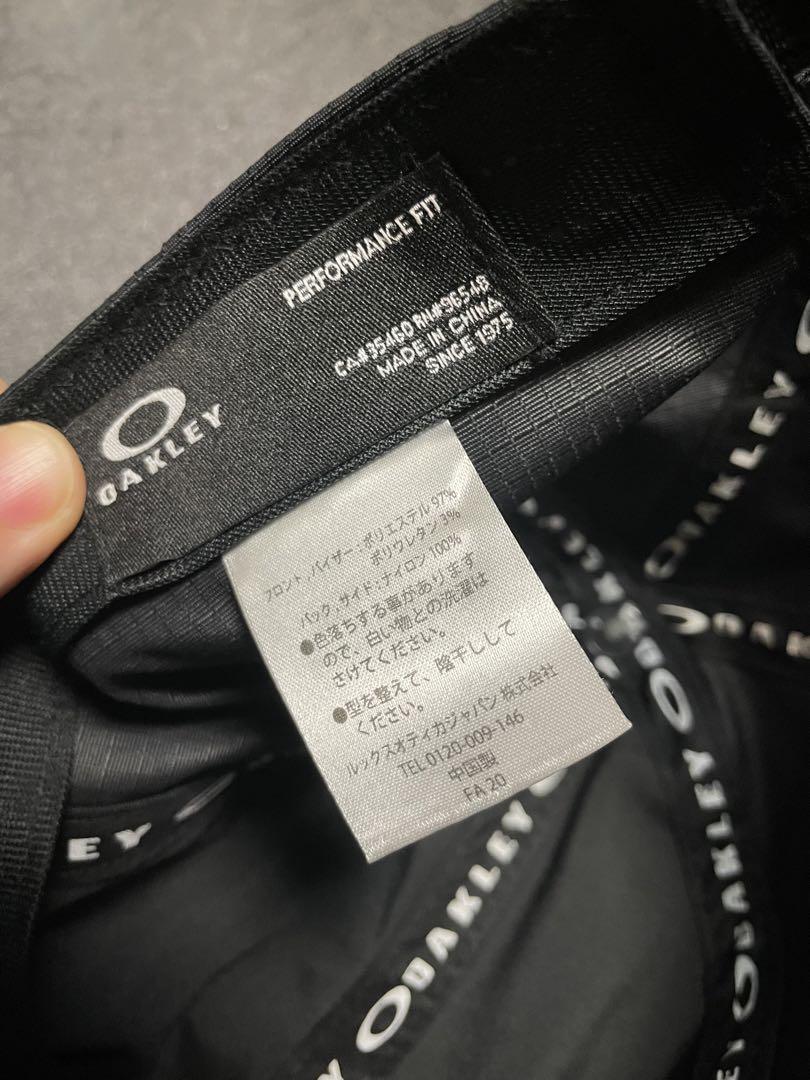 PERFORMANCE FIT
CA#35460 RN#96548
MADE IN CHINA
SINCE 1975
OAKLEY
フロント,バイザー:ポリエステル 97%
ポリウレタン 3%
バック,サイド:ナイロン 100%
●色落ちする事があります
ので、白い物との洗濯は
さけてください。
●型を整えて、陰干しして
ください。
ルックスオティカジャパン 株式会社
TEL0120-009-146
中国製
FA 20
OAKLEY
OAK
OAKLEY
OAKLEY
EY